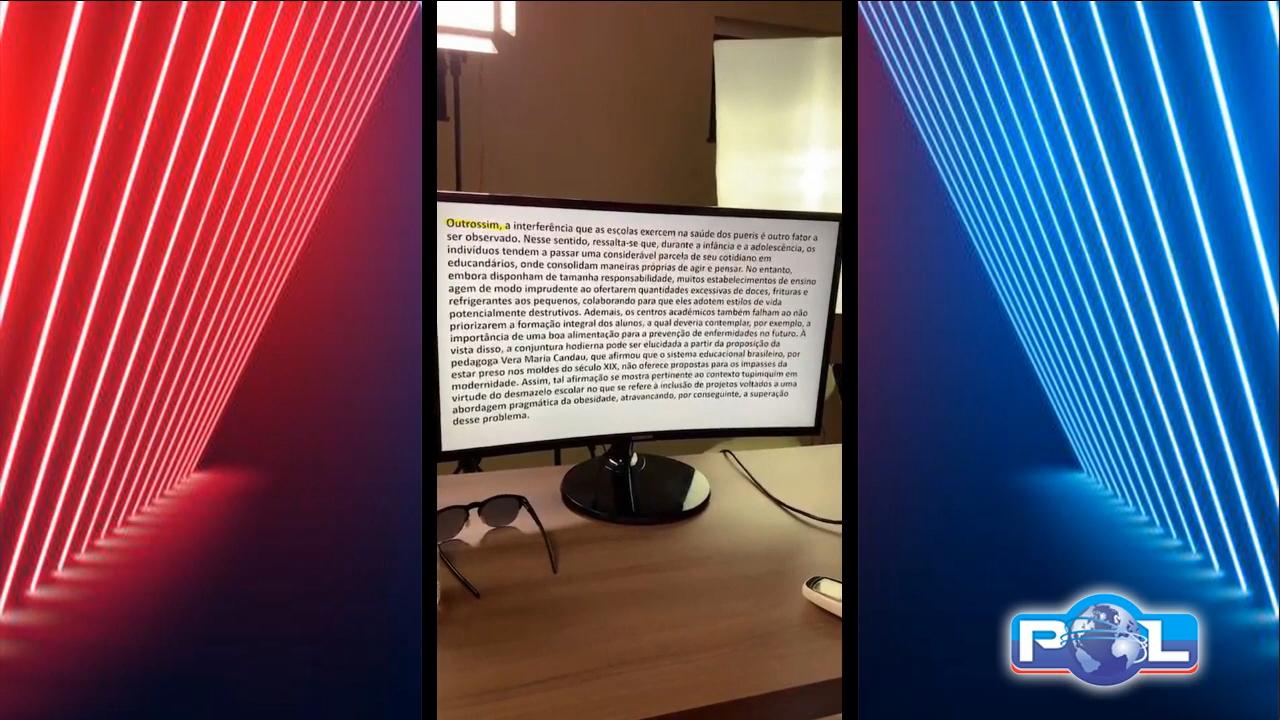 Outrossim, a interferência que as escolas exercem na saúde dos pueris é outro fator a
ser observado. Nesse sentido, ressalta-se que, durante a infância e a adolescência, os
indivíduos tendem a passar uma considerável parcela de seu cotidiano em
educandários, onde consolidam maneiras próprias de agir e pensar. No entanto,
embora disponham de tamanha responsabilidade, muitos estabelecimentos de ensino
agem de modo imprudente ao ofertarem quantidades excessivas de doces, frituras e
refrigerantes aos pequenos, colaborando para que eles adotem estilos de vida
potencialmente destrutivos. Ademais, os centros acadêmicos também falham ao não
priorizarem a formação integral dos alunos, a qual deveria contemplar, por exemplo, a
importância de uma boa alimentação para a prevenção de enfermidades no futuro. À
vista disso, a conjuntura hodierna pode ser elucidada a partir da proposição da
pedagoga Vera Maria Candau, que afirmou que o sistema educacional brasileiro, por
estar preso nos moldes do século XIX, não oferece propostas para os impasses da
modernidade. Assim, tal afirmação se mostra pertinente ao contexto tupiniquim em
virtude do desmazelo escolar no que se refere à inclusão de projetos voltados a uma
abordagem pragmática da obesidade, atravancando, por conseguinte, a superação
desse problema.
POL